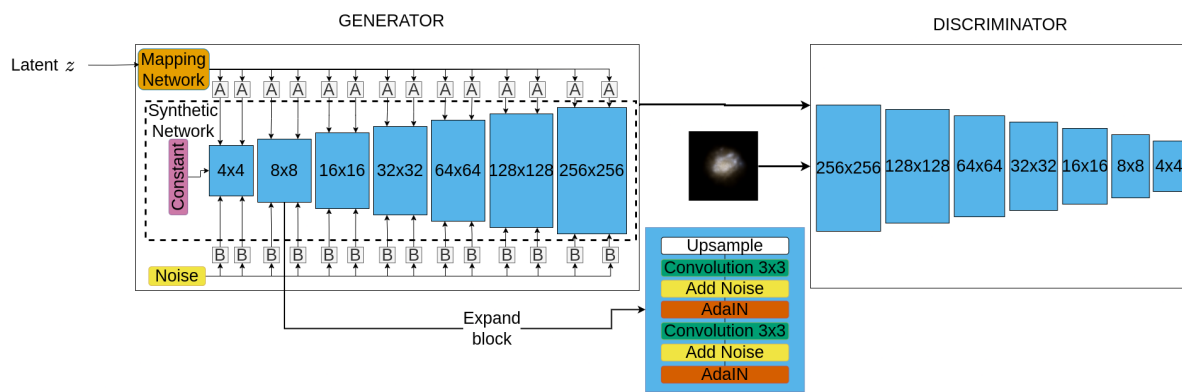 GENERATOR
DISCRIMINATOR
Latent z
Mapping
Network
A A A A A A A A A A A A A A
Synthetic
Network
Constant
4x4
8x8
16x16
32x32
64x64
128x128
256x256
B B B B B B B B B B B B B B
Noise
Expand
block
Upsample
Convolution 3x3
Add Noise
AdaIN
Convolution 3x3
Add Noise
AdaIN
256x256
128x128
64x64
32x32
16x16
8x8
4x4